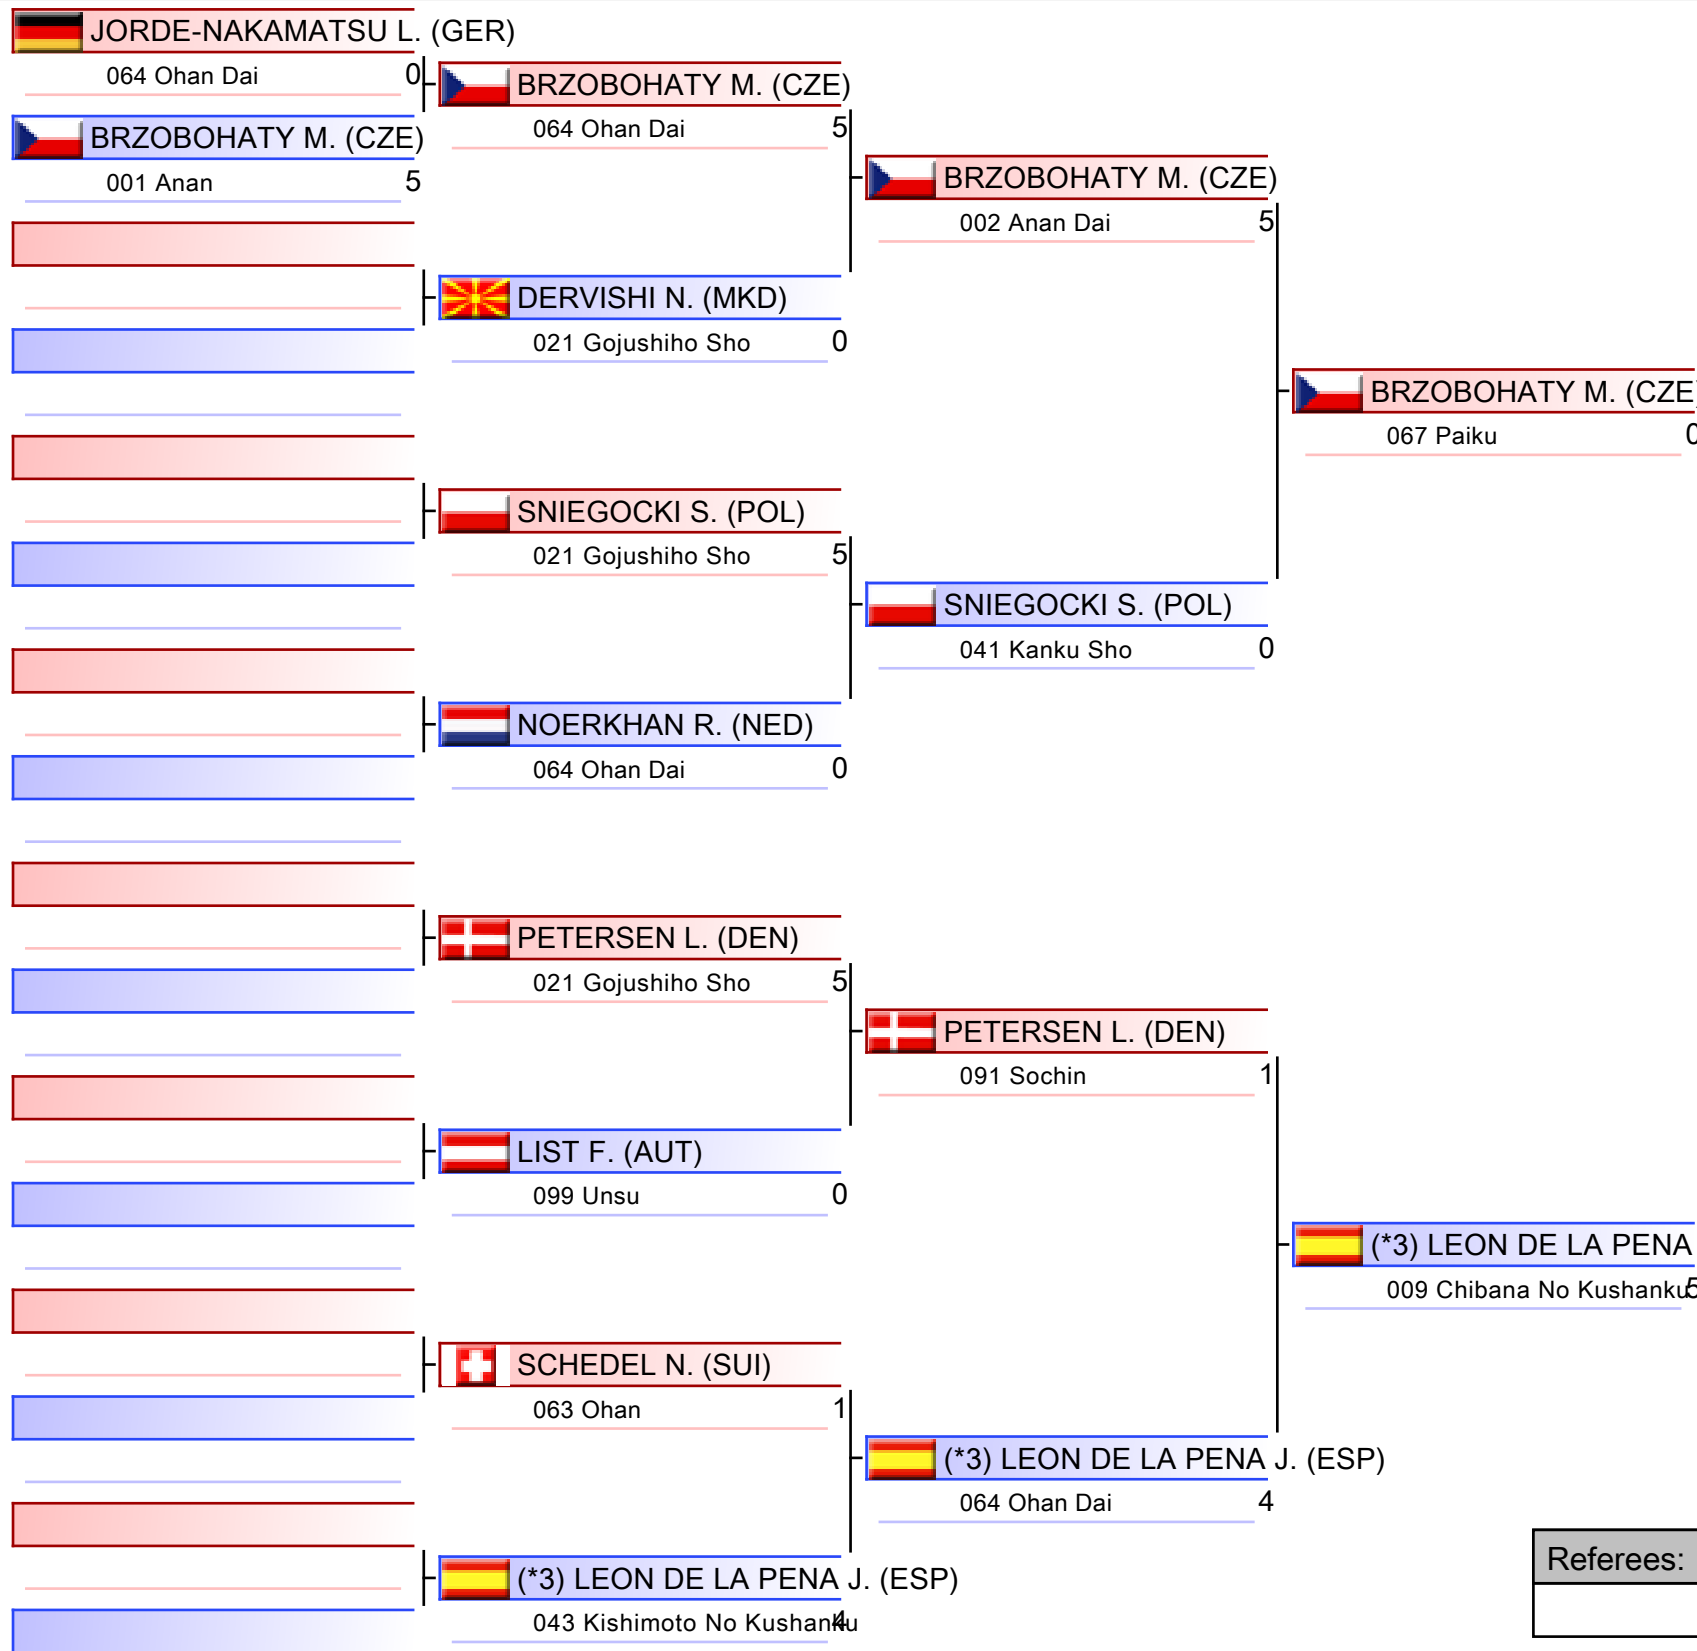 JORDE-NAKAMATSU L. (GER)
064 Ohan Dai 0
BRZOBOHATY M. (CZE)
001 Anan 5
BRZOBOHATY M. (CZE)
064 Ohan Dai 5
DERVISHI N. (MKD)
021 Gojushiho Sho 0
SNIEGOCKI S. (POL)
021 Gojushiho Sho 5
NOERKHAN R. (NED)
064 Ohan Dai 0
PETERSEN L. (DEN)
021 Gojushiho Sho 5
LIST F. (AUT)
099 Unsu 0
SCHEDEL N. (SUI)
063 Ohan 1
(*3) LEON DE LA PENA J. (ESP)
043 Kishimoto No Kushanku 4
BRZOBOHATY M. (CZE)
002 Anan Dai 5
SNIEGOCKI S. (POL)
041 Kanku Sho 0
PETERSEN L. (DEN)
091 Sochin 1
(*3) LEON DE LA PENA J. (ESP)
064 Ohan Dai 4
BRZOBOHATY M. (CZE)
067 Paiku 0
(*3) LEON DE LA PENA
009 Chibana No Kushanku 5
Referees: